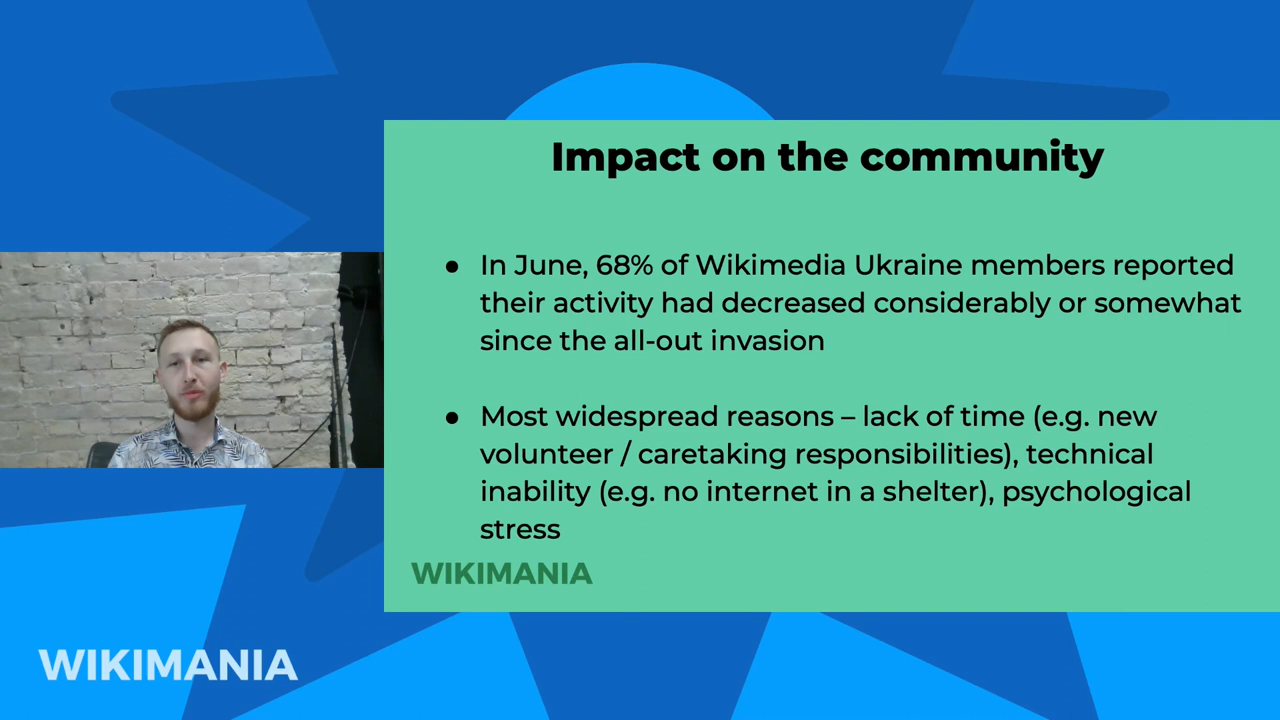 Impact on the community
● In June, 68% of Wikimedia Ukraine members reported
their activity had decreased considerably or somewhat
since the all-out invasion
● Most widespread reasons – lack of time (e.g. new
volunteer / caretaking responsibilities), technical
inability (e.g. no internet in a shelter), psychological
stress
WIKIMANIA
WIKIMANIA